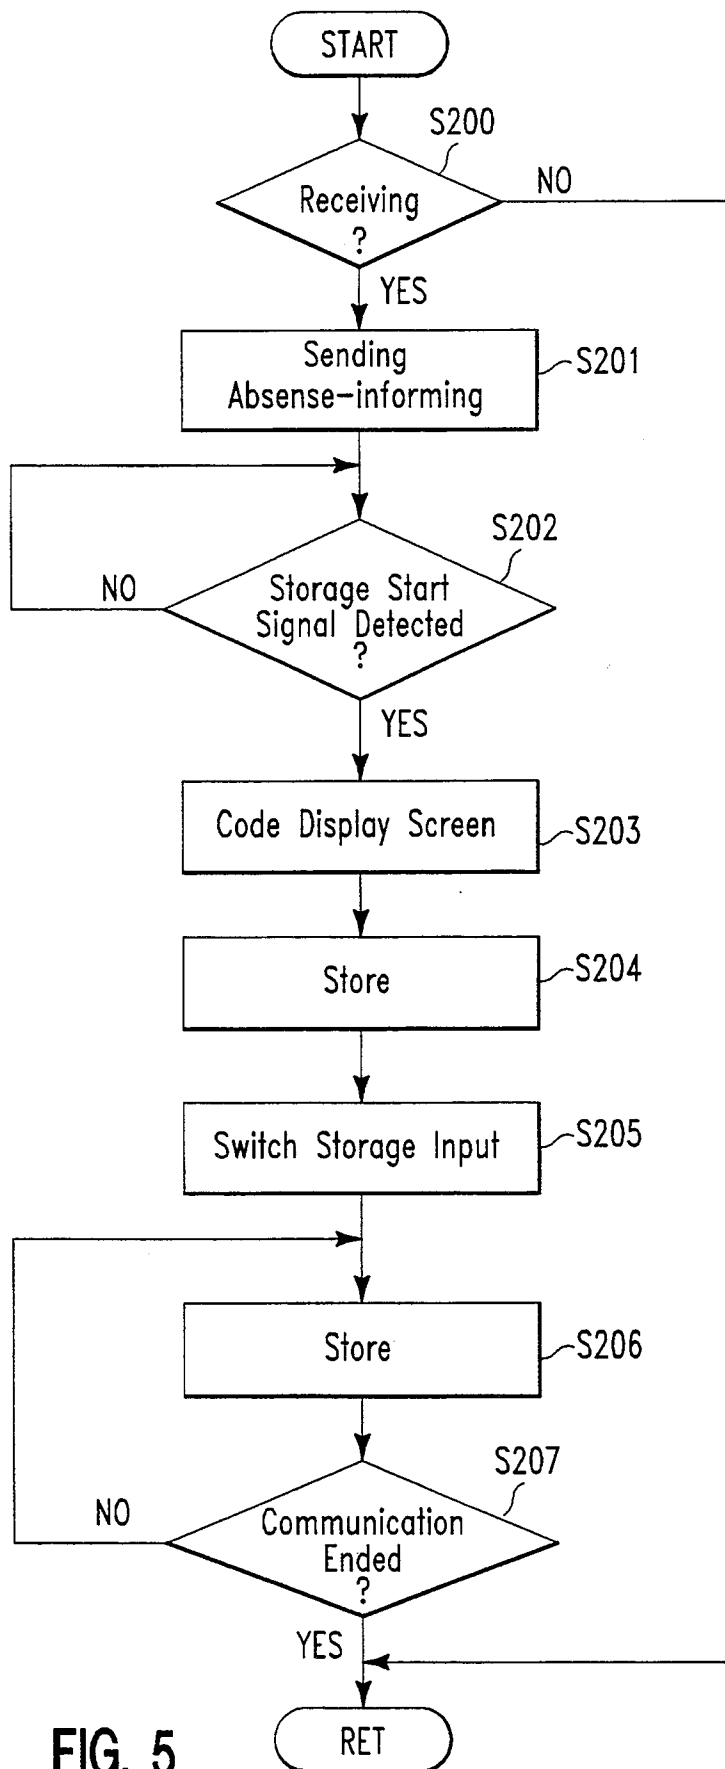 START
S200
Receiving
?
NO
YES
Sending
Absense-informing
S201
S202
Storage Start
Signal Detected
?
NO
YES
Code Display Screen
S203
Store
S204
Switch Storage Input
S205
Store
S206
S207
Communication
Ended
?
NO
YES
RET
FIG. 5